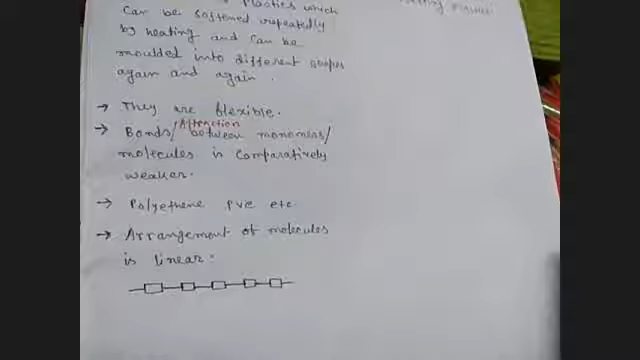 Plastics which
Can be softened repeatedly
by heating and can be
moulded into different shapes
again and again.
→ They are flexible.
→ Bonds/Attraction between monomers/
molecules is comparatively
weaker.
→ Polyethene PVC etc
→ Arrangement of molecules
is linear.